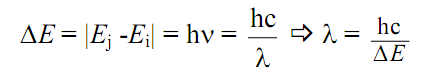 ΔE = |Ej -Ei| = hν = hc/λ ⇨ λ = hc/ΔE